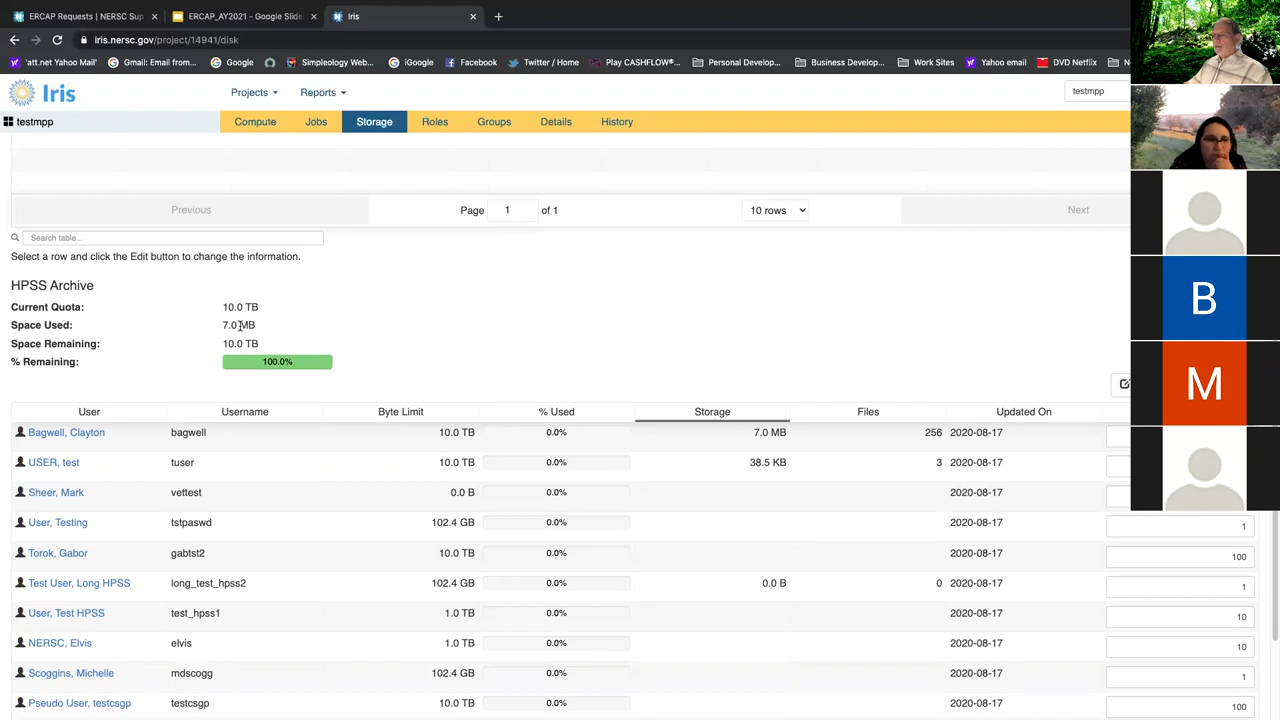 ERCAP Requests | NERSC Sup
ERCAP_AY2021 - Google Slide
Iris
iris.nersc.gov/project/14941/disk
'att.net Yahoo Mail'
Gmail: Email from...
Google
Simpleology Web...
iGoogle
Facebook
Twitter / Home
Play CASHFLOW®...
Personal Develop...
Business Develop...
Work Sites
Yahoo email
DVD Netflix
Iris
Projects
Reports
testmpp
testmpp
Compute
Jobs
Storage
Roles
Groups
Details
History
Previous
Page 1 of 1
10 rows
Next
Search table...
Select a row and click the Edit button to change the information.
HPSS Archive
Current Quota: 10.0 TB
Space Used: 7.0 MB
Space Remaining: 10.0 TB
% Remaining: 100.0%
User Username Byte Limit % Used Storage Files Updated On
Bagwell, Clayton bagwell 10.0 TB 0.0% 7.0 MB 256 2020-08-17
USER, test tuser 10.0 TB 0.0% 38.5 KB 3 2020-08-17
Sheer, Mark vettest 0.0 B 0.0% 2020-08-17
User, Testing tstpaswd 102.4 GB 0.0% 2020-08-17 1
Torok, Gabor gabtst2 10.0 TB 0.0% 2020-08-17 100
Test User, Long HPSS long_test_hpss2 102.4 GB 0.0% 0.0 B 0 2020-08-17 1
User, Test HPSS test_hpss1 1.0 TB 0.0% 2020-08-17 10
NERSC, Elvis elvis 1.0 TB 0.0% 2020-08-17 10
Scoggins, Michelle mdscogg 102.4 GB 0.0% 2020-08-17 1
Pseudo User, testcsgp testcsgp 10.0 TB 0.0% 2020-08-17 100
B
M